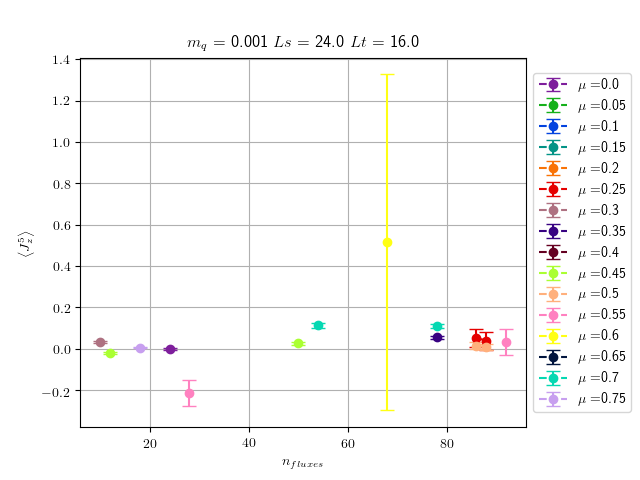 m_q = 0.001 Ls = 24.0 Lt = 16.0
1.4
1.2
1.0
0.8
0.6
0.4
0.2
0.0
−0.2
⟨J_z^5⟩
20
40
60
80
n_{fluxes}
μ =0.0
μ =0.05
μ =0.1
μ =0.15
μ =0.2
μ =0.25
μ =0.3
μ =0.35
μ =0.4
μ =0.45
μ =0.5
μ =0.55
μ =0.6
μ =0.65
μ =0.7
μ =0.75